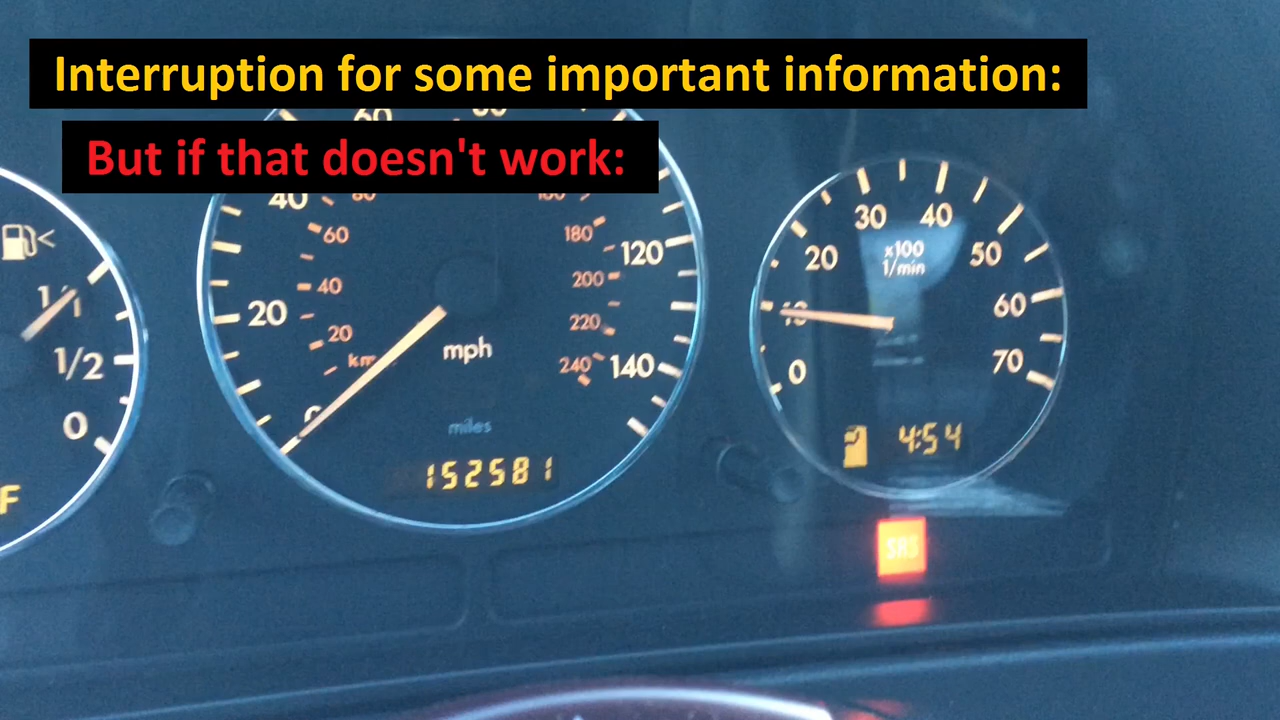 Interruption for some important information:
But if that doesn't work:
40
60
180
120
20
40
200
20
220
km
mph
240
140
miles
152581
1/1
1/2
0
F
30
40
20
x100
1/min
50
60
10
0
70
4:54
SRS